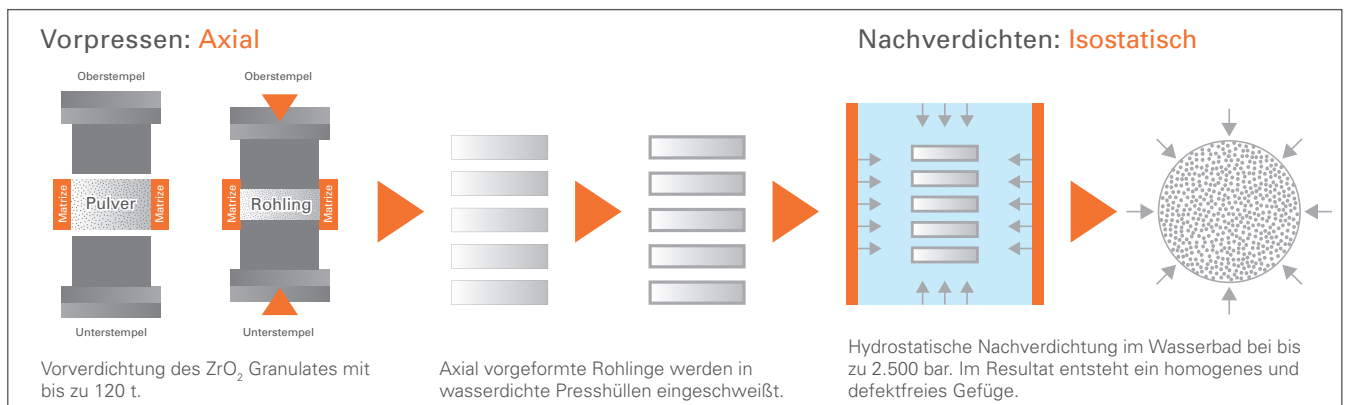 Vorpressen: Axial
Oberstempel
Matrize
Pulver
Matrize
Unterstempel
Oberstempel
Matrize
Rohling
Matrize
Unterstempel
Vorverdichtung des ZrO₂ Granulates mit
bis zu 120 t.
Axial vorgeformte Rohlinge werden in
wasserdichte Presshüllen eingeschweißt.
Nachverdichten: Isostatisch
Hydrostatische Nachverdichtung im Wasserbad bei bis
zu 2.500 bar. Im Resultat entsteht ein homogenes und
defektfreies Gefüge.